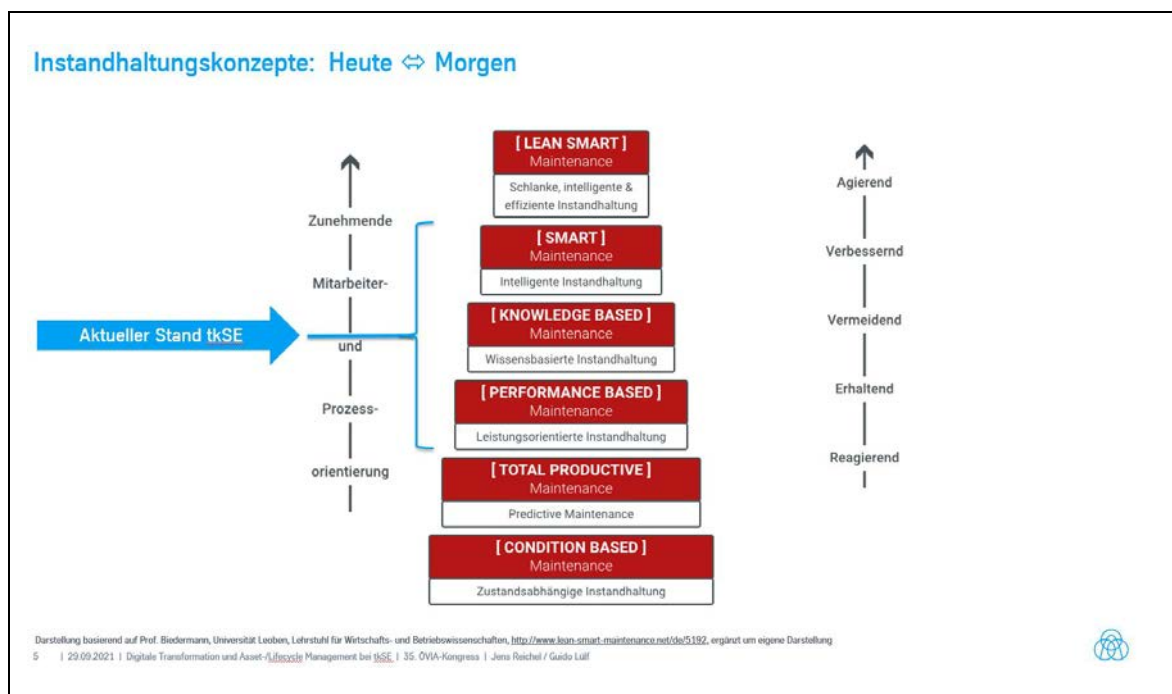 Instandhaltungskonzepte: Heute ⇔ Morgen
[ LEAN SMART ]
Maintenance
Schlanke, intelligente &
effiziente Instandhaltung
[ SMART ]
Maintenance
Intelligente Instandhaltung
[ KNOWLEDGE BASED ]
Maintenance
Wissensbasierte Instandhaltung
[ PERFORMANCE BASED ]
Maintenance
Leistungsorientierte Instandhaltung
[ TOTAL PRODUCTIVE ]
Maintenance
Predictive Maintenance
[ CONDITION BASED ]
Maintenance
Zustandsabhängige Instandhaltung
Aktueller Stand tkSE
Zunehmende
Mitarbeiter-
und
Prozess-
orientierung
Agierend
Verbessernd
Vermeidend
Erhaltend
Reagierend
Darstellung basierend auf Prof. Biedermann, Universität Leoben, Lehrstuhl für Wirtschafts- und Betriebswissenschaften, http://www.lean-smart-maintenance.net/de/5192, ergänzt um eigene Darstellung
5 | 29.09.2021 | Digitale Transformation und Asset-/Lifecycle Management bei tkSE | 35. ÖVIA-Kongress | Jens Reichel / Guido Lülf